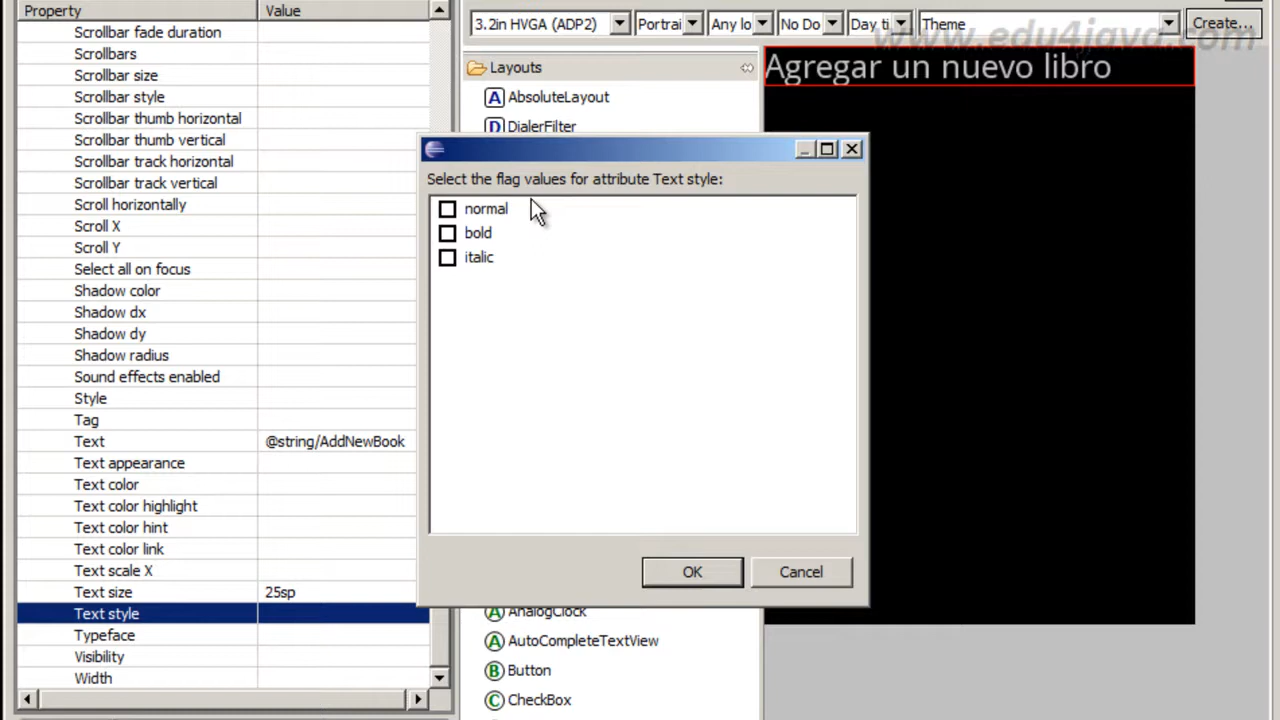 Property Value
Scrollbar fade duration
Scrollbars
Scrollbar size
Scrollbar style
Scrollbar thumb horizontal
Scrollbar thumb vertical
Scrollbar track horizontal
Scrollbar track vertical
Scroll horizontally
Scroll X
Scroll Y
Select all on focus
Shadow color
Shadow dx
Shadow dy
Shadow radius
Sound effects enabled
Style
Tag
Text @string/AddNewBook
Text appearance
Text color
Text color highlight
Text color hint
Text color link
Text scale X
Text size 25sp
Text style
Typeface
Visibility
Width
3.2in HVGA (ADP2) Portrai Any lo No Do Day ti Theme Create...
www.edu4java.com
Layouts
A AbsoluteLayout
D DialerFilter
Agregar un nuevo libro
Select the flag values for attribute Text style:
normal
bold
italic
OK Cancel
A AnalogClock
A AutoCompleteTextView
B Button
C CheckBox